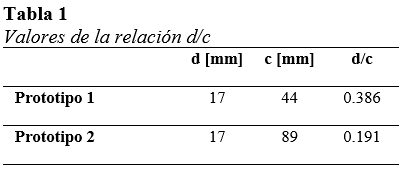 Tabla 1
Valores de la relación d/c
d [mm] c [mm] d/c
Prototipo 1 17 44 0.386
Prototipo 2 17 89 0.191